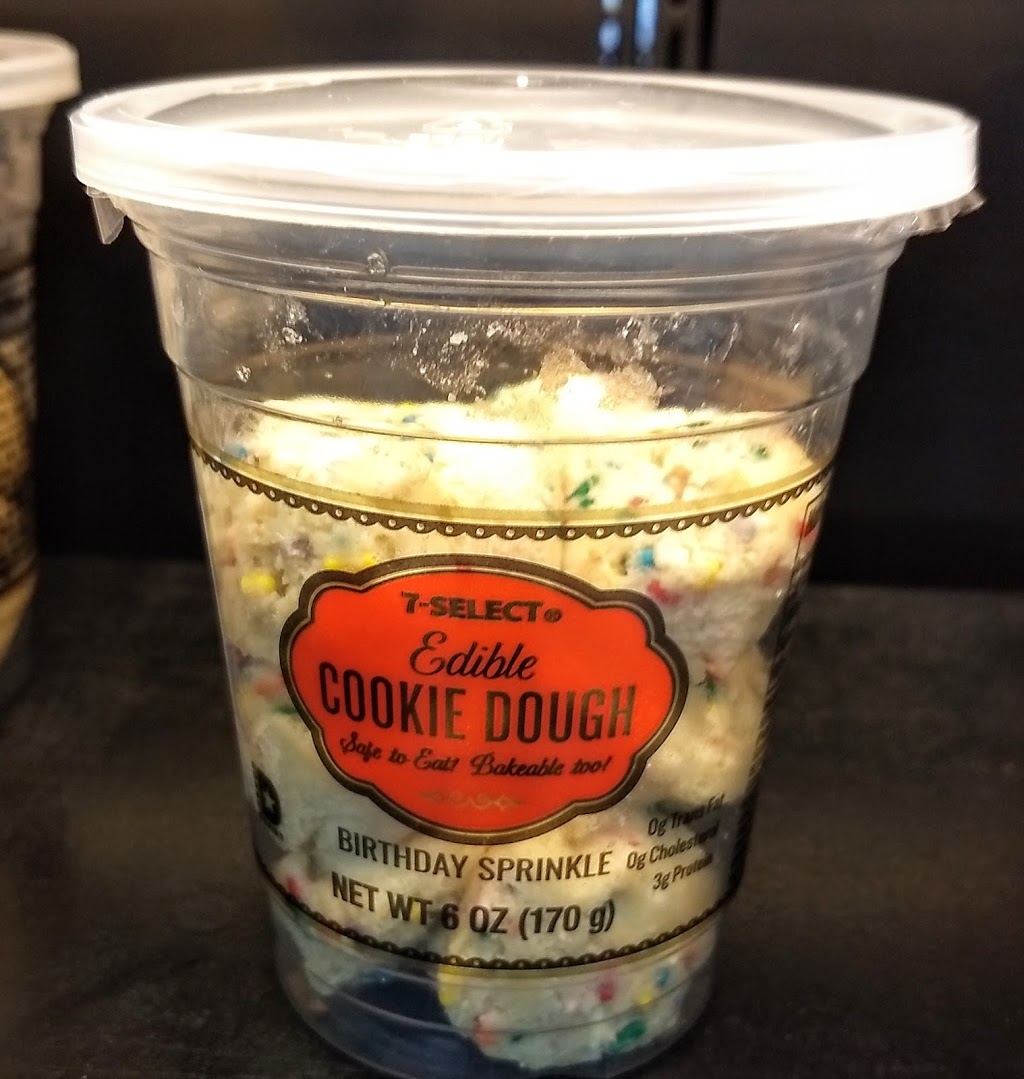 7-SELECT®
Edible
COOKIE DOUGH
Safe to Eat! Bakeable too!
BIRTHDAY SPRINKLE
NET WT 6 OZ (170 g)
0g Trans Fat
0g Cholesterol
3g Protein